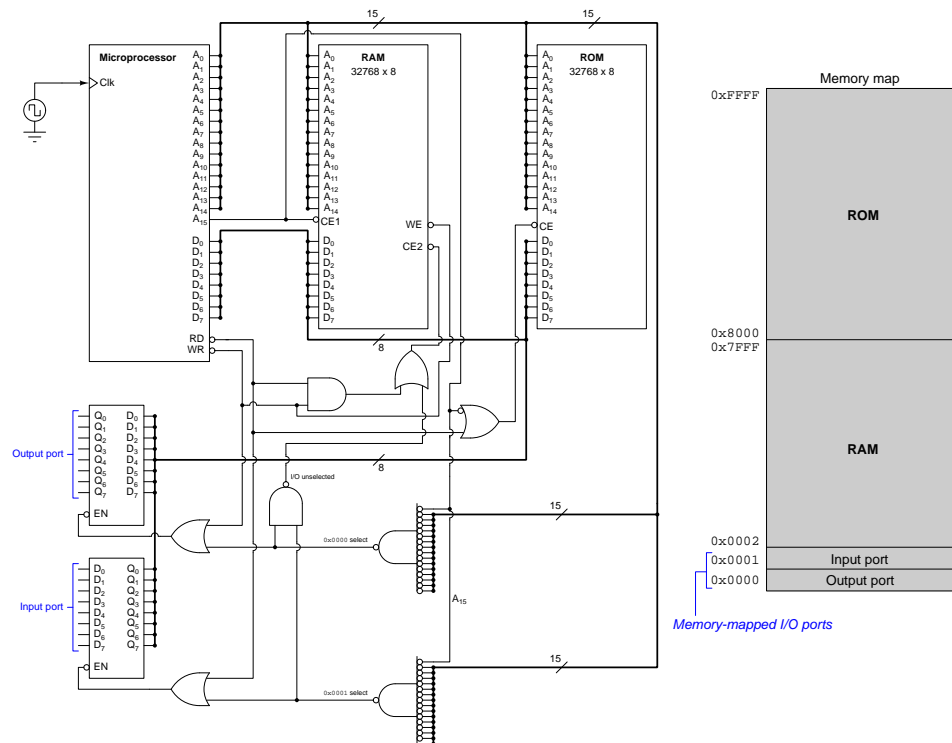 15
15
Microprocessor
RAM
32768 x 8
ROM
32768 x 8
Clk
A0
A1
A2
A3
A4
A5
A6
A7
A8
A9
A10
A11
A12
A13
A14
A15
D0
D1
D2
D3
D4
D5
D6
D7
RD
WR
A0
A1
A2
A3
A4
A5
A6
A7
A8
A9
A10
A11
A12
A13
A14
CE1
D0
D1
D2
D3
D4
D5
D6
D7
WE
CE2
A0
A1
A2
A3
A4
A5
A6
A7
A8
A9
A10
A11
A12
A13
A14
CE
D0
D1
D2
D3
D4
D5
D6
D7
8
Output port
Q0
Q1
Q2
Q3
Q4
Q5
Q6
Q7
D0
D1
D2
D3
D4
D5
D6
D7
EN
8
I/O unselected
0x0000 select
15
Input port
D0
D1
D2
D3
D4
D5
D6
D7
Q0
Q1
Q2
Q3
Q4
Q5
Q6
Q7
EN
A15
0x0001 select
15
Memory map
0xFFFF
ROM
0x8000
0x7FFF
RAM
0x0002
0x0001
Input port
0x0000
Output port
Memory-mapped I/O ports